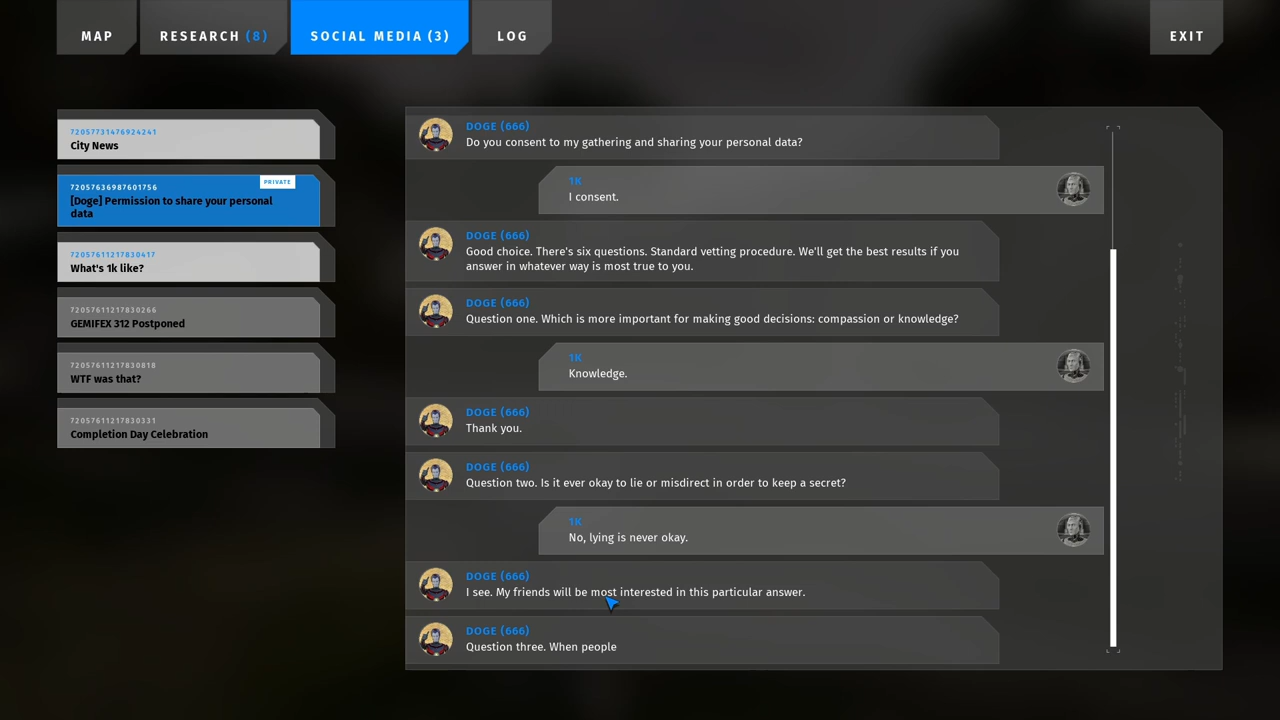 MAP
RESEARCH (8)
SOCIAL MEDIA (3)
LOG
EXIT
72057731476924241
City News
72057636987601756
PRIVATE
[Doge] Permission to share your personal
data
72057611217830417
What's 1k like?
72057611217830266
GEMIFEX 312 Postponed
72057611217830818
WTF was that?
72057611217830331
Completion Day Celebration
DOGE (666)
Do you consent to my gathering and sharing your personal data?
1K
I consent.
DOGE (666)
Good choice. There's six questions. Standard vetting procedure. We'll get the best results if you
answer in whatever way is most true to you.
DOGE (666)
Question one. Which is more important for making good decisions: compassion or knowledge?
1K
Knowledge.
DOGE (666)
Thank you.
DOGE (666)
Question two. Is it ever okay to lie or misdirect in order to keep a secret?
1K
No, lying is never okay.
DOGE (666)
I see. My friends will be most interested in this particular answer.
DOGE (666)
Question three. When people